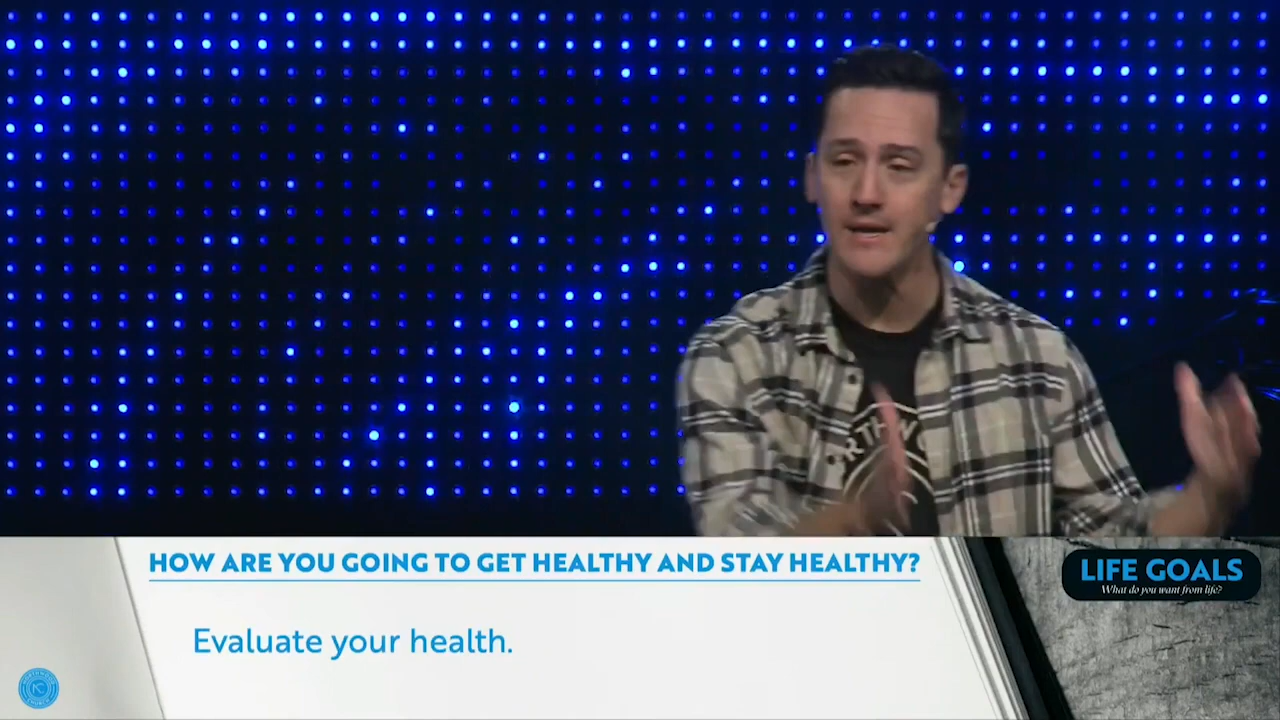 HOW ARE YOU GOING TO GET HEALTHY AND STAY HEALTHY?
Evaluate your health.
LIFE GOALS
What do you want from life?